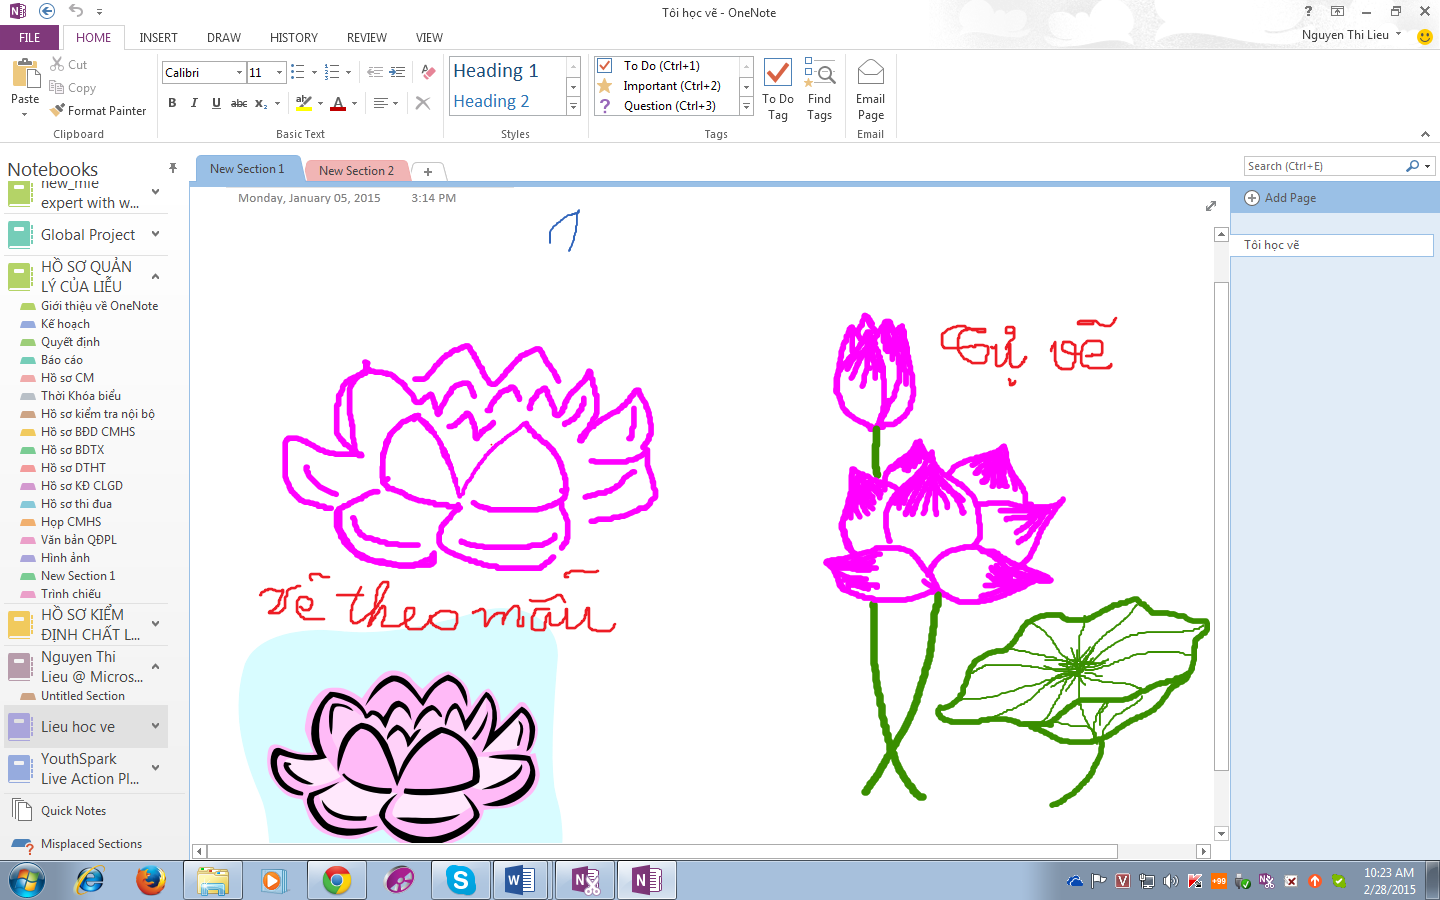 Tôi học vẽ - OneNote
Nguyen Thi Lieu
FILE HOME INSERT DRAW HISTORY REVIEW VIEW
Paste
Cut
Copy
Format Painter
Clipboard
Calibri 11
B I U abc x₂ A
Basic Text
Heading 1
Heading 2
Styles
To Do (Ctrl+1)
Important (Ctrl+2)
Question (Ctrl+3)
Tags
To Do
Tag
Find
Tags
Email
Page
Email
Notebooks
new_mie
expert with w...
Global Project
HỒ SƠ QUẢN
LÝ CỦA LIỄU
Giới thiệu về OneNote
Kế hoạch
Quyết định
Báo cáo
Hồ sơ CM
Thời Khóa biểu
Hồ sơ kiểm tra nội bộ
Hồ sơ BĐD CMHS
Hồ sơ BDTX
Hồ sơ DTHT
Hồ sơ KĐ CLGD
Hồ sơ thi đua
Họp CMHS
Văn bản QĐPL
Hình ảnh
New Section 1
Trình chiếu
HỒ SƠ KIỂM
ĐỊNH CHẤT L...
Nguyen Thi
Lieu @ Micros...
Untitled Section
Lieu hoc ve
YouthSpark
Live Action Pl...
Quick Notes
Misplaced Sections
New Section 1 New Section 2 +
Search (Ctrl+E)
Monday, January 05, 2015 3:14 PM
Add Page
Tôi học vẽ
Tự vẽ
Vẽ theo mẫu
+99
10:23 AM
2/28/2015